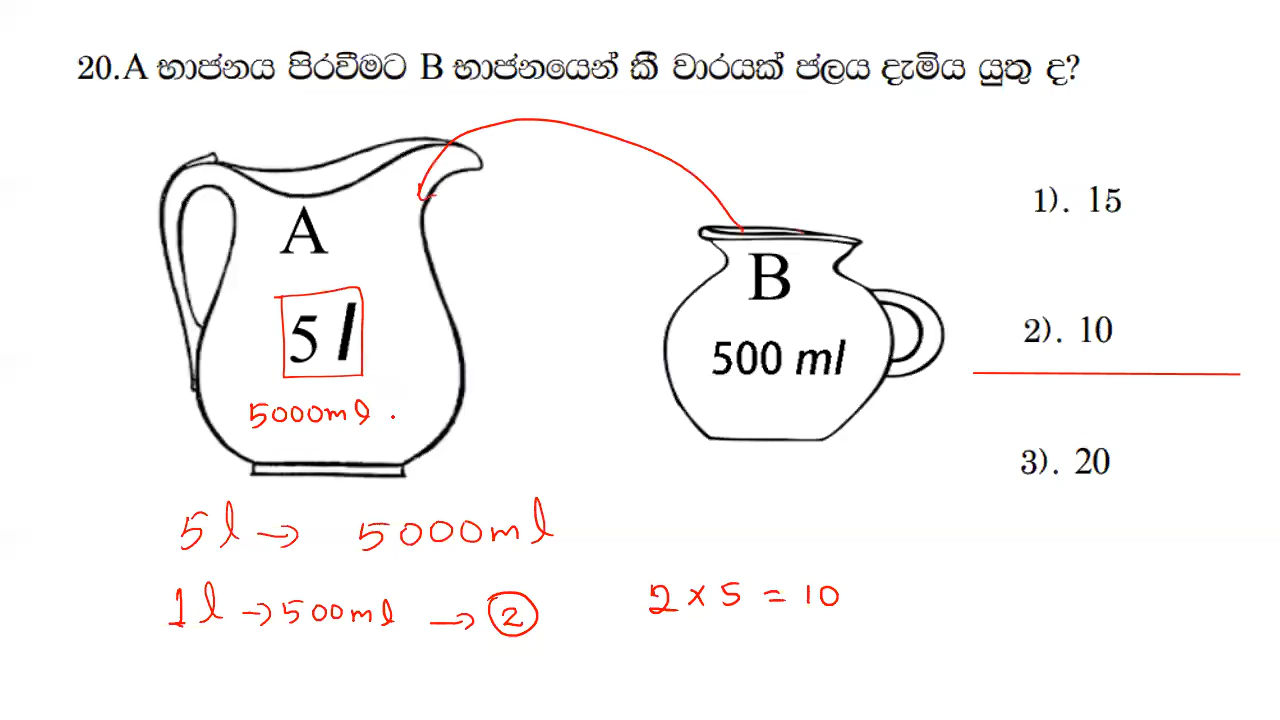 20.A භාජනය පිරවීමට B භාජනයෙන් කී වාරයක් ජලය දැමිය යුතු ද?
A
5 l
5000ml .
B
500 ml
1). 15
2). 10
3). 20
5l → 5000ml
1l → 500ml → 2
2 × 5 = 10